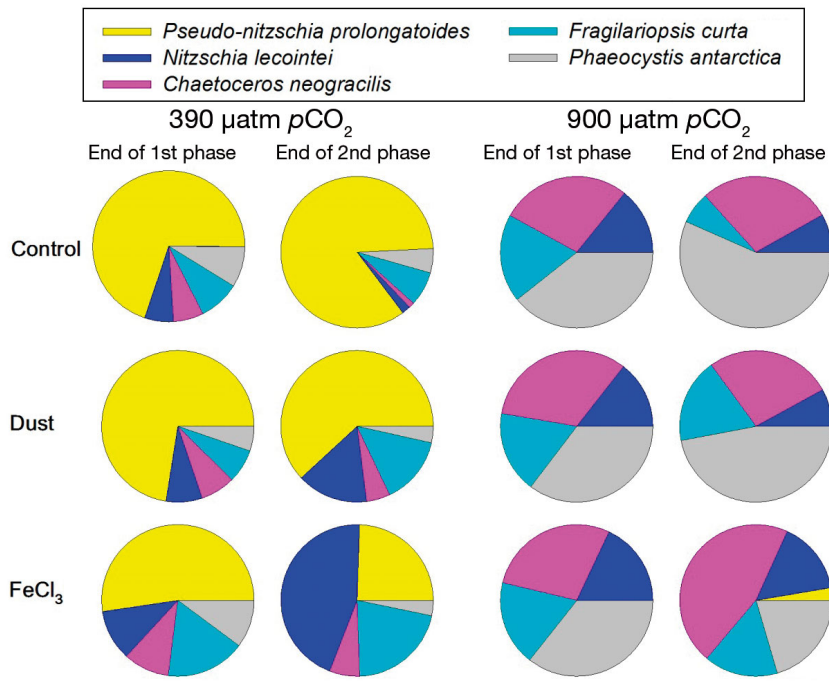 Pseudo-nitzschia prolongatoides
Nitzschia lecointei
Chaetoceros neogracilis
Fragilariopsis curta
Phaeocystis antarctica
390 µatm pCO₂
900 µatm pCO₂
End of 1st phase
End of 2nd phase
End of 1st phase
End of 2nd phase
Control
Dust
FeCl₃